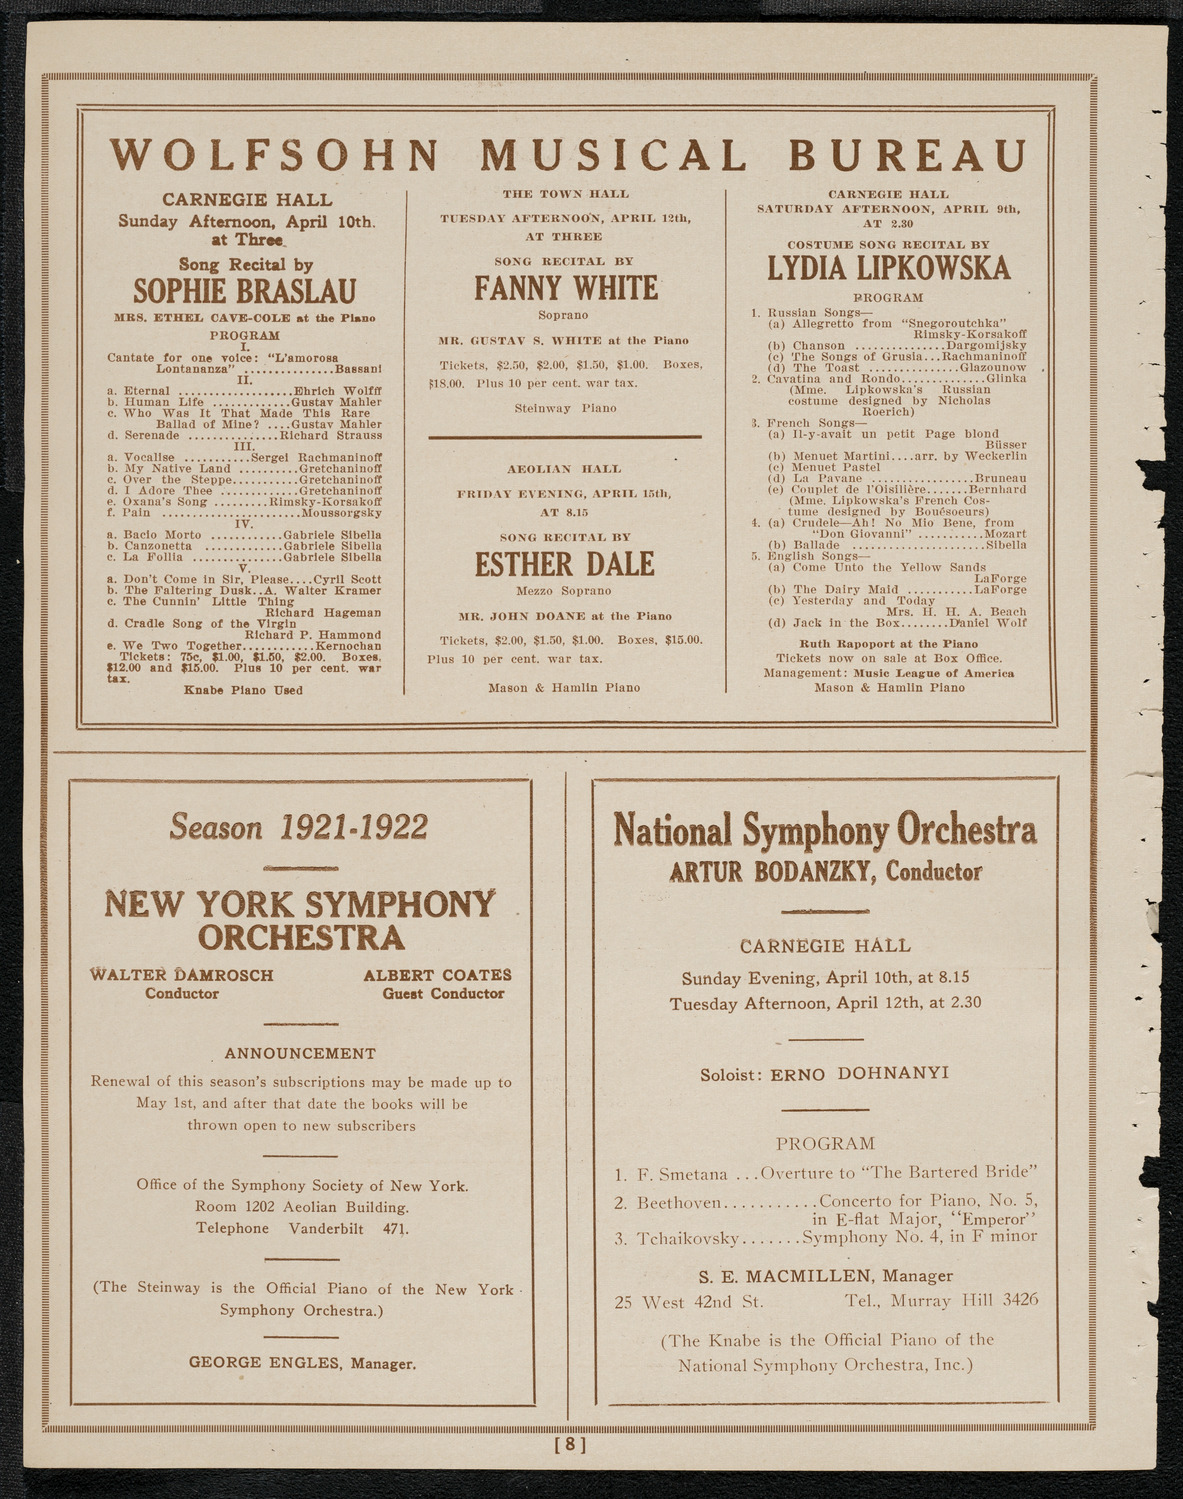 WOLFSOHN MUSICAL BUREAU
CARNEGIE HALL
Sunday Afternoon, April 10th.
at Three.
Song Recital by
SOPHIE BRASLAU
MRS. ETHEL CAVE-COLE at the Piano
PROGRAM
I.
Cantate for one voice: "L'amorosa
Lontananza" ..............Bassani
II.
a. Eternal ..................Ehrich Wolfff
b. Human Life ............Gustav Mahler
c. Who Was It That Made This Rare
Ballad of Mine? ....Gustav Mahler
d. Serenade ..............Richard Strauss
III.
a. Vocalise ..........Sergei Rachmaninoff
b. My Native Land .........Gretchaninoff
c. Over the Steppe..........Gretchaninoff
d. I Adore Thee ............Gretchaninoff
e. Oxana's Song .........Rimsky-Korsakoff
f. Pain .....................Moussorgsky
IV.
a. Bacio Morto ...........Gabriele Sibella
b. Canzonetta ............Gabriele Sibella
c. La Follia .............Gabriele Sibella
V.
a. Don't Come in Sir, Please....Cyril Scott
b. The Faltering Dusk..A. Walter Kramer
c. The Cunnin' Little Thing
Richard Hageman
d. Cradle Song of the Virgin
Richard P. Hammond
e. We Two Together...........Kernochan
Tickets: 75c, $1.00, $1.50, $2.00. Boxes,
$12.00 and $15.00. Plus 10 per cent. war
tax.
Knabe Piano Used
THE TOWN HALL
TUESDAY AFTERNOON, APRIL 12th,
AT THREE
SONG RECITAL BY
FANNY WHITE
Soprano
MR. GUSTAV S. WHITE at the Piano
Tickets, $2.50, $2.00, $1.50, $1.00. Boxes,
$18.00. Plus 10 per cent. war tax.
Steinway Piano
AEOLIAN HALL
FRIDAY EVENING, APRIL 15th,
AT 8.15
SONG RECITAL BY
ESTHER DALE
Mezzo Soprano
MR. JOHN DOANE at the Piano
Tickets, $2.00, $1.50, $1.00. Boxes, $15.00.
Plus 10 per cent. war tax.
Mason & Hamlin Piano
CARNEGIE HALL
SATURDAY AFTERNOON, APRIL 9th,
AT 2.30
COSTUME SONG RECITAL BY
LYDIA LIPKOWSKA
PROGRAM
1. Russian Songs—
(a) Allegretto from "Snegoroutchka"
Rimsky-Korsakoff
(b) Chanson ..............Dargomijsky
(c) The Songs of Grusia...Rachmaninoff
(d) The Toast ..............Glazounow
2. Cavatina and Rondo..............Glinka
(Mme. Lipkowska's Russian
costume designed by Nicholas
Roerich)
3. French Songs—
(a) Il-y-avait un petit Page blond
Büsser
(b) Menuet Martini....arr. by Weckerlin
(c) Menuet Pastel
(d) La Pavane ................Bruneau
(e) Couplet de l'Oisilière.......Bernhard
(Mme. Lipkowska's French Cos-
tume designed by Bouésoeurs)
4. (a) Crudele—Ah! No Mio Bene, from
"Don Giovanni" ..........Mozart
(b) Ballade .....................Sibella
5. English Songs—
(a) Come Unto the Yellow Sands
LaForge
(b) The Dairy Maid ...........LaForge
(c) Yesterday and Today
Mrs. H. H. A. Beach
(d) Jack in the Box........Daniel Wolf
Ruth Rapoport at the Piano
Tickets now on sale at Box Office.
Management: Music League of America
Mason & Hamlin Piano
Season 1921-1922
NEW YORK SYMPHONY
ORCHESTRA
WALTER DAMROSCH ALBERT COATES
Conductor Guest Conductor
ANNOUNCEMENT
Renewal of this season's subscriptions may be made up to
May 1st, and after that date the books will be
thrown open to new subscribers
Office of the Symphony Society of New York.
Room 1202 Aeolian Building.
Telephone Vanderbilt 471.
(The Steinway is the Official Piano of the New York
Symphony Orchestra.)
GEORGE ENGLES, Manager.
National Symphony Orchestra
ARTUR BODANZKY, Conductor
CARNEGIE HALL
Sunday Evening, April 10th, at 8.15
Tuesday Afternoon, April 12th, at 2.30
Soloist: ERNO DOHNANYI
PROGRAM
1. F. Smetana ...Overture to "The Bartered Bride"
2. Beethoven...........Concerto for Piano, No. 5,
in E-flat Major, "Emperor"
3. Tchaikovsky.......Symphony No. 4, in F minor
S. E. MACMILLEN, Manager
25 West 42nd St. Tel., Murray Hill 3426
(The Knabe is the Official Piano of the
National Symphony Orchestra, Inc.)
[ 8 ]